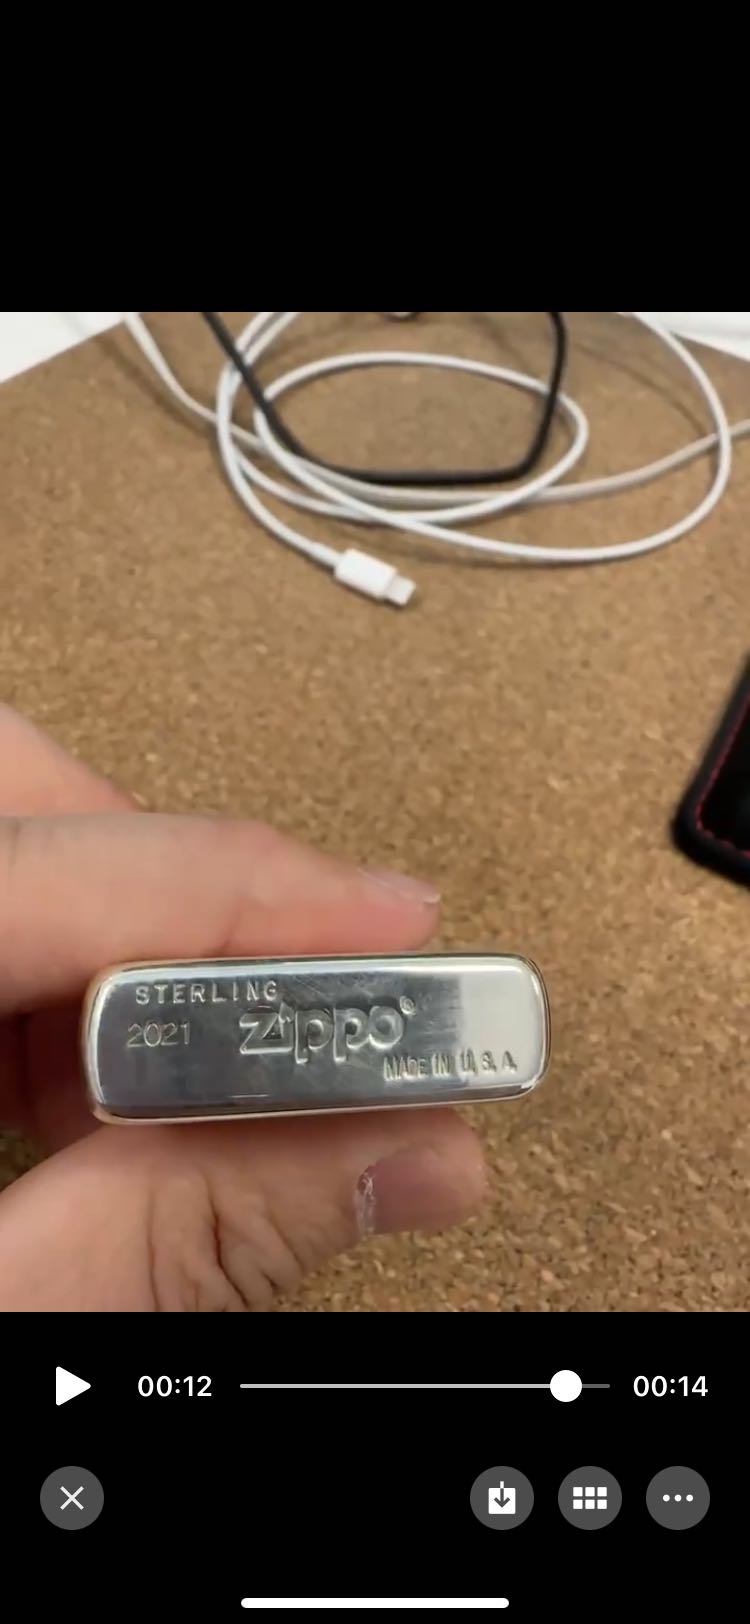 STERLING
2021 Zippo®
MADE IN U.S.A.
00:12 00:14